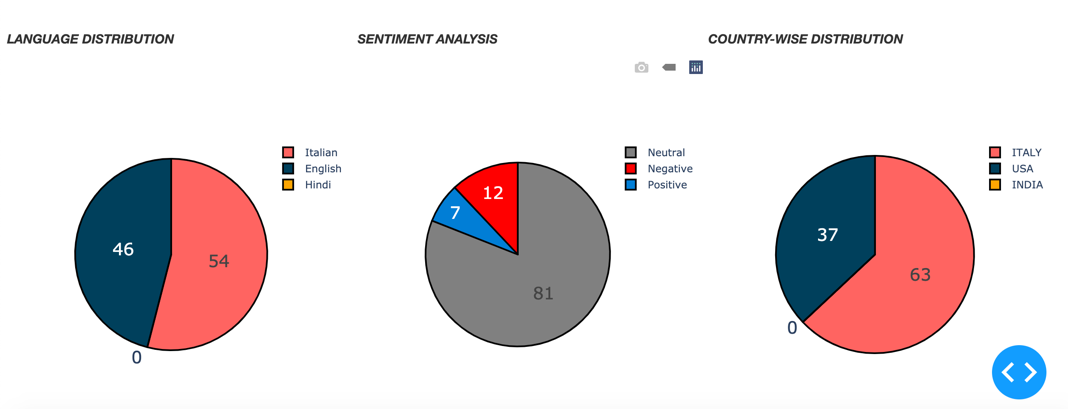 LANGUAGE DISTRIBUTION
SENTIMENT ANALYSIS
COUNTRY-WISE DISTRIBUTION
Italian
English
Hindi
46
54
0
Neutral
Negative
Positive
12
7
81
ITALY
USA
INDIA
37
63
0